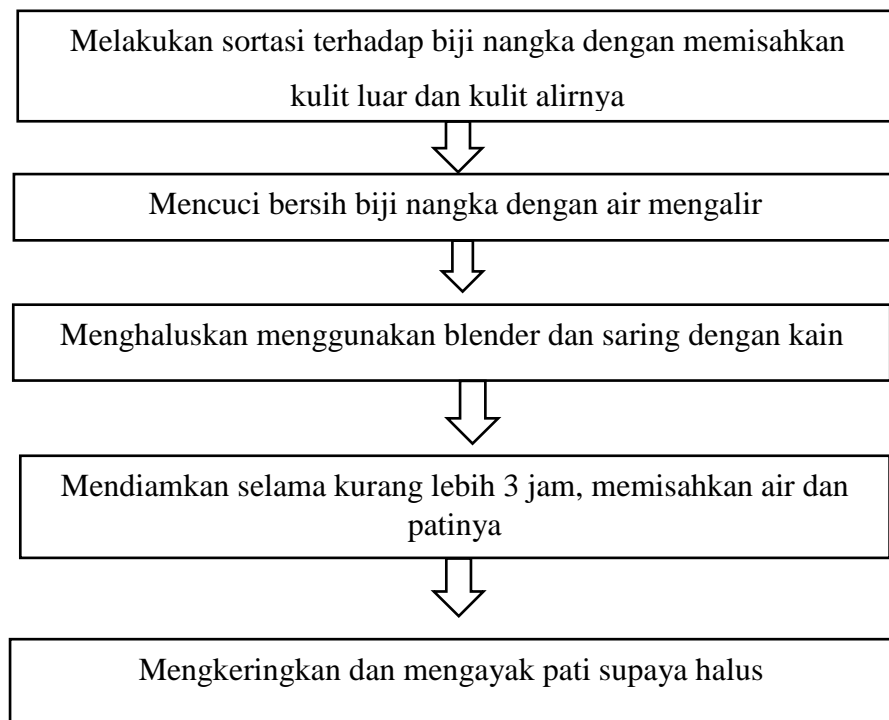 Melakukan sortasi terhadap biji nangka dengan memisahkan
kulit luar dan kulit alirnya
Mencuci bersih biji nangka dengan air mengalir
Menghaluskan menggunakan blender dan saring dengan kain
Mendiamkan selama kurang lebih 3 jam, memisahkan air dan
patinya
Mengkeringkan dan mengayak pati supaya halus